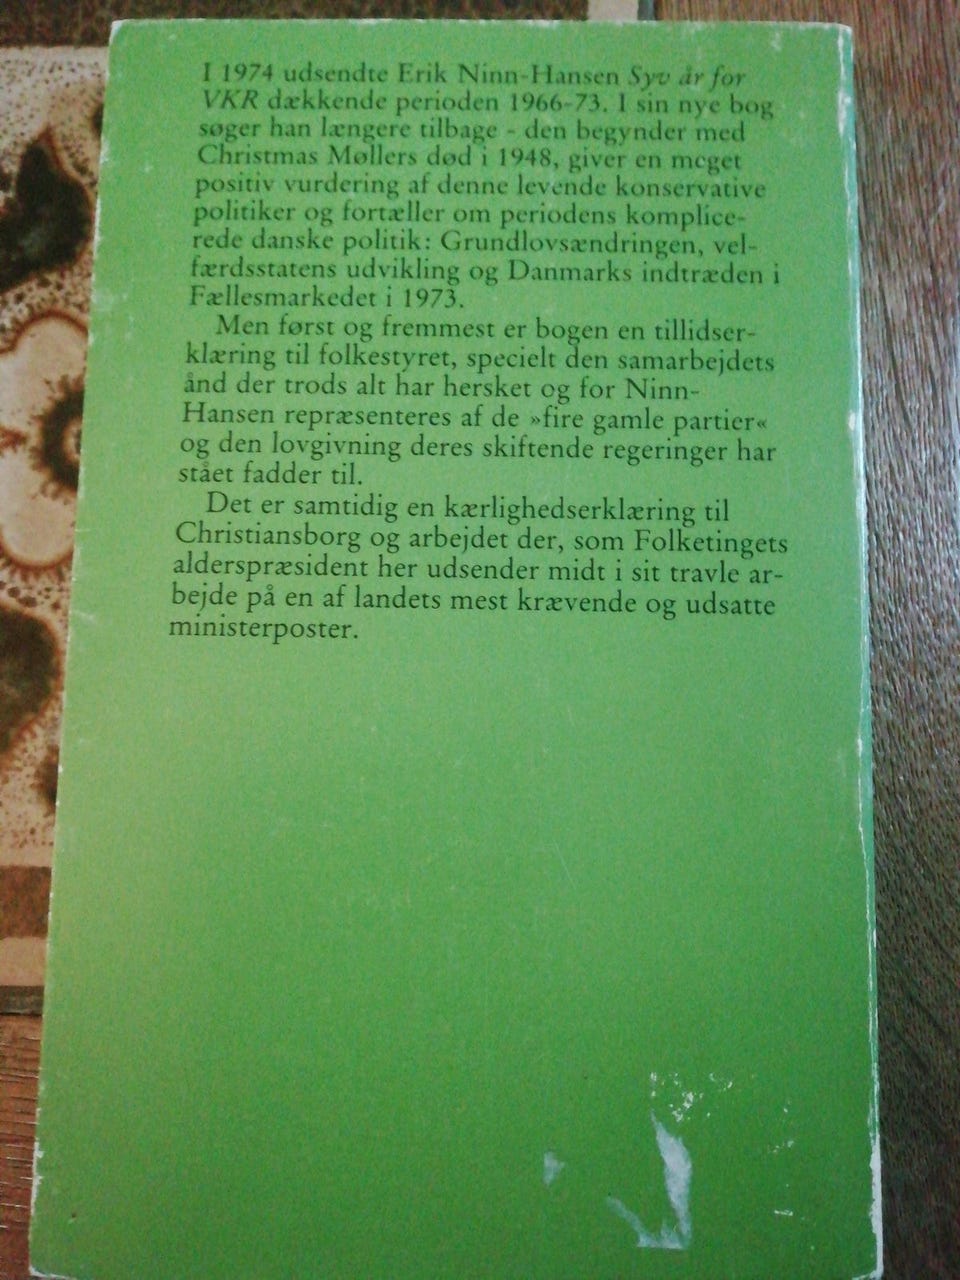 I 1974 udsendte Erik Ninn-Hansen Syv år for
VKR dækkende perioden 1966-73. I sin nye bog
søger han længere tilbage - den begynder med
Christmas Møllers død i 1948, giver en meget
positiv vurdering af denne levende konservative
politiker og fortæller om periodens komplice-
rede danske politik: Grundlovsændringen, vel-
færdsstatens udvikling og Danmarks indtræden i
Fællesmarkedet i 1973.
Men først og fremmest er bogen en tillidser-
klæring til folkestyret, specielt den samarbejdets
ånd der trods alt har hersket og for Ninn-
Hansen repræsenteres af de »fire gamle partier«
og den lovgivning deres skiftende regeringer har
stået fadder til.
Det er samtidig en kærlighedserklæring til
Christiansborg og arbejdet der, som Folketingets
alderspræsident her udsender midt i sit travle ar-
bejde på en af landets mest krævende og udsatte
ministerposter.